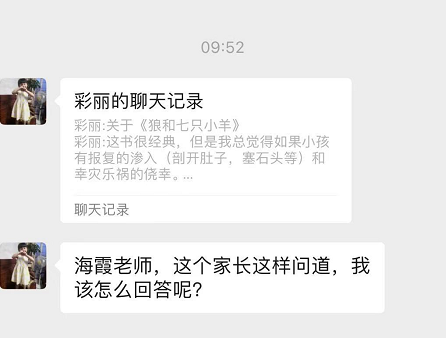 09:52
彩丽的聊天记录
彩丽:关于《狼和七只小羊》
彩丽:这书很经典，但是我总觉得如果小孩
有报复的渗入（剖开肚子，塞石头等）和
幸灾乐祸的侥幸。...
聊天记录
海霞老师，这个家长这样问道，我
该怎么回答呢？